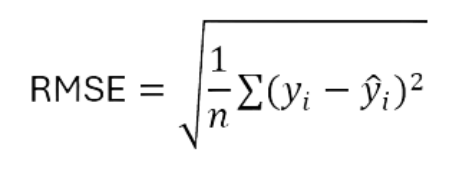 RMSE = √(1/n ∑(yᵢ − ŷᵢ)²)